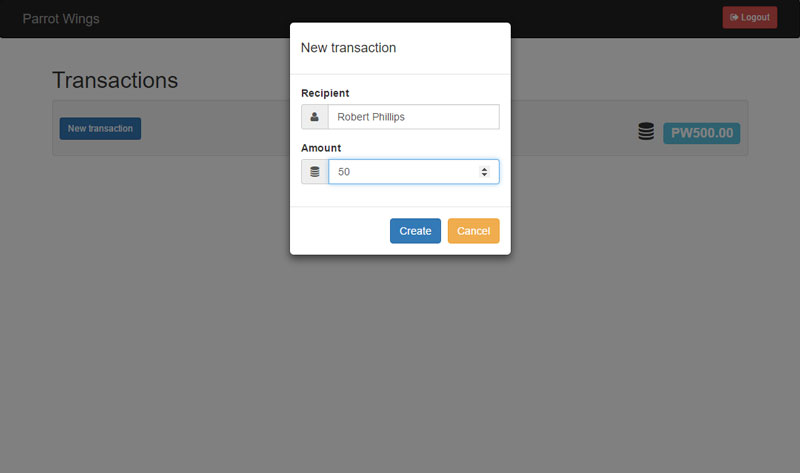 Parrot Wings
Logout
New transaction
Transactions
Recipient
Robert Phillips
New transaction
PW500.00
Amount
50
Create Cancel